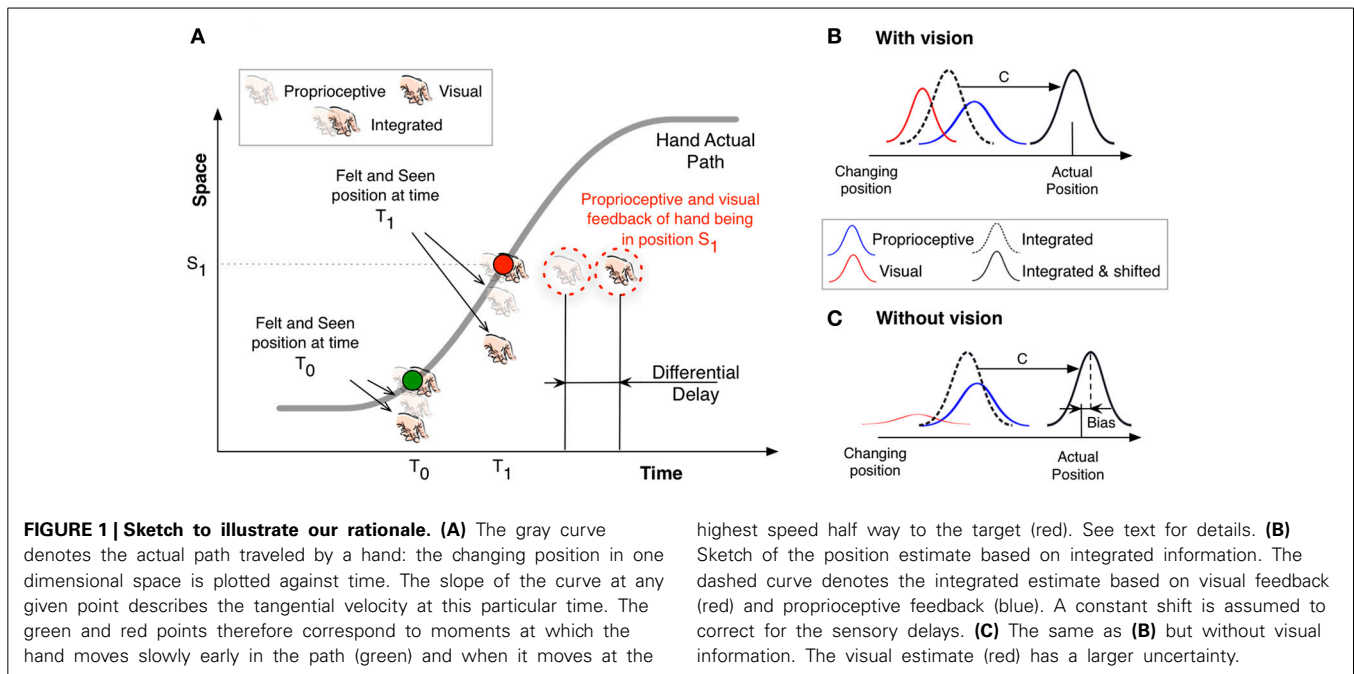 A
Proprioceptive
Visual
Integrated
Space
Hand Actual
Path
Felt and Seen
position at time
T1
Proprioceptive and visual
feedback of hand being
in position S1
S1
Felt and Seen
position at time
T0
Differential
Delay
T0
T1
Time
B With vision
C
Changing
position
Actual
Position
Proprioceptive
Integrated
Visual
Integrated & shifted
C Without vision
C
Bias
Changing
position
Actual
Position
FIGURE 1 | Sketch to illustrate our rationale. (A) The gray curve
denotes the actual path traveled by a hand: the changing position in one
dimensional space is plotted against time. The slope of the curve at any
given point describes the tangential velocity at this particular time. The
green and red points therefore correspond to moments at which the
hand moves slowly early in the path (green) and when it moves at the
highest speed half way to the target (red). See text for details. (B)
Sketch of the position estimate based on integrated information. The
dashed curve denotes the integrated estimate based on visual feedback
(red) and proprioceptive feedback (blue). A constant shift is assumed to
correct for the sensory delays. (C) The same as (B) but without visual
information. The visual estimate (red) has a larger uncertainty.